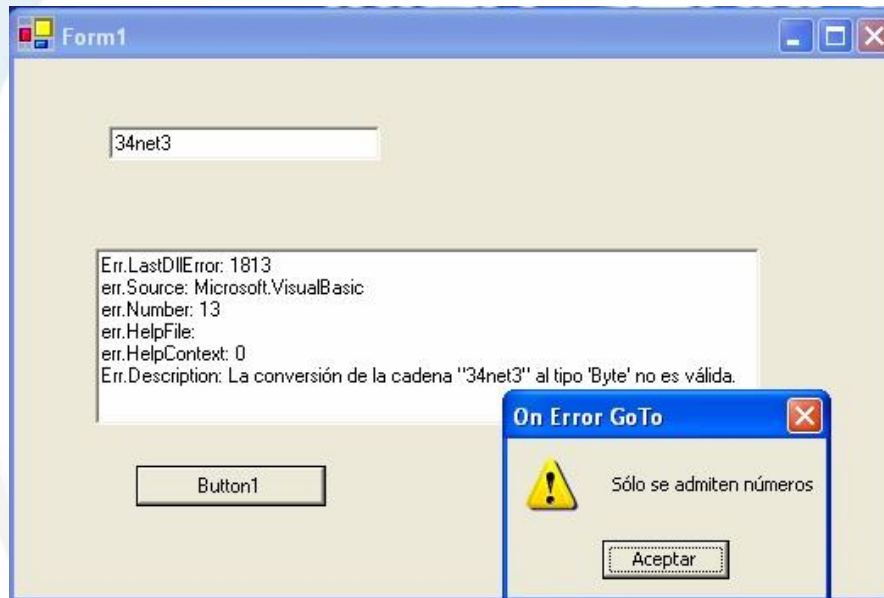 Form1
34net3
Err.LastDllError: 1813
err.Source: Microsoft.VisualBasic
err.Number: 13
err.HelpFile:
err.HelpContext: 0
Err.Description: La conversión de la cadena "34net3" al tipo 'Byte' no es válida.
Button1
On Error GoTo
Sólo se admiten números
Aceptar